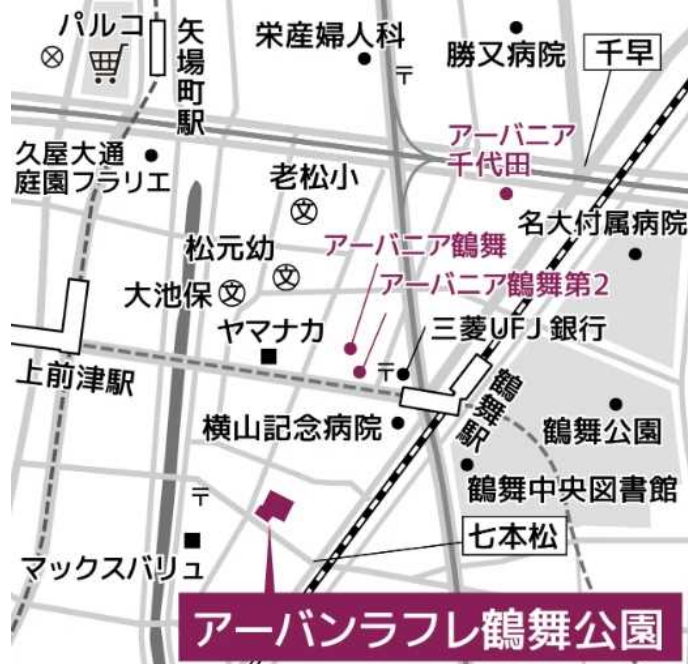 パルコ
矢場町駅
栄産婦人科
勝又病院
千早
〒
アーバニア
千代田
久屋大通
庭園フラリエ
老松小
文
名大付属病院
松元幼
文
アーバニア鶴舞
大池保
文
アーバニア鶴舞第2
ヤマナカ
三菱UFJ銀行
〒
上前津駅
鶴舞駅
横山記念病院
鶴舞公園
鶴舞中央図書館
〒
七本松
マックスバリュ
アーバンラフレ鶴舞公園